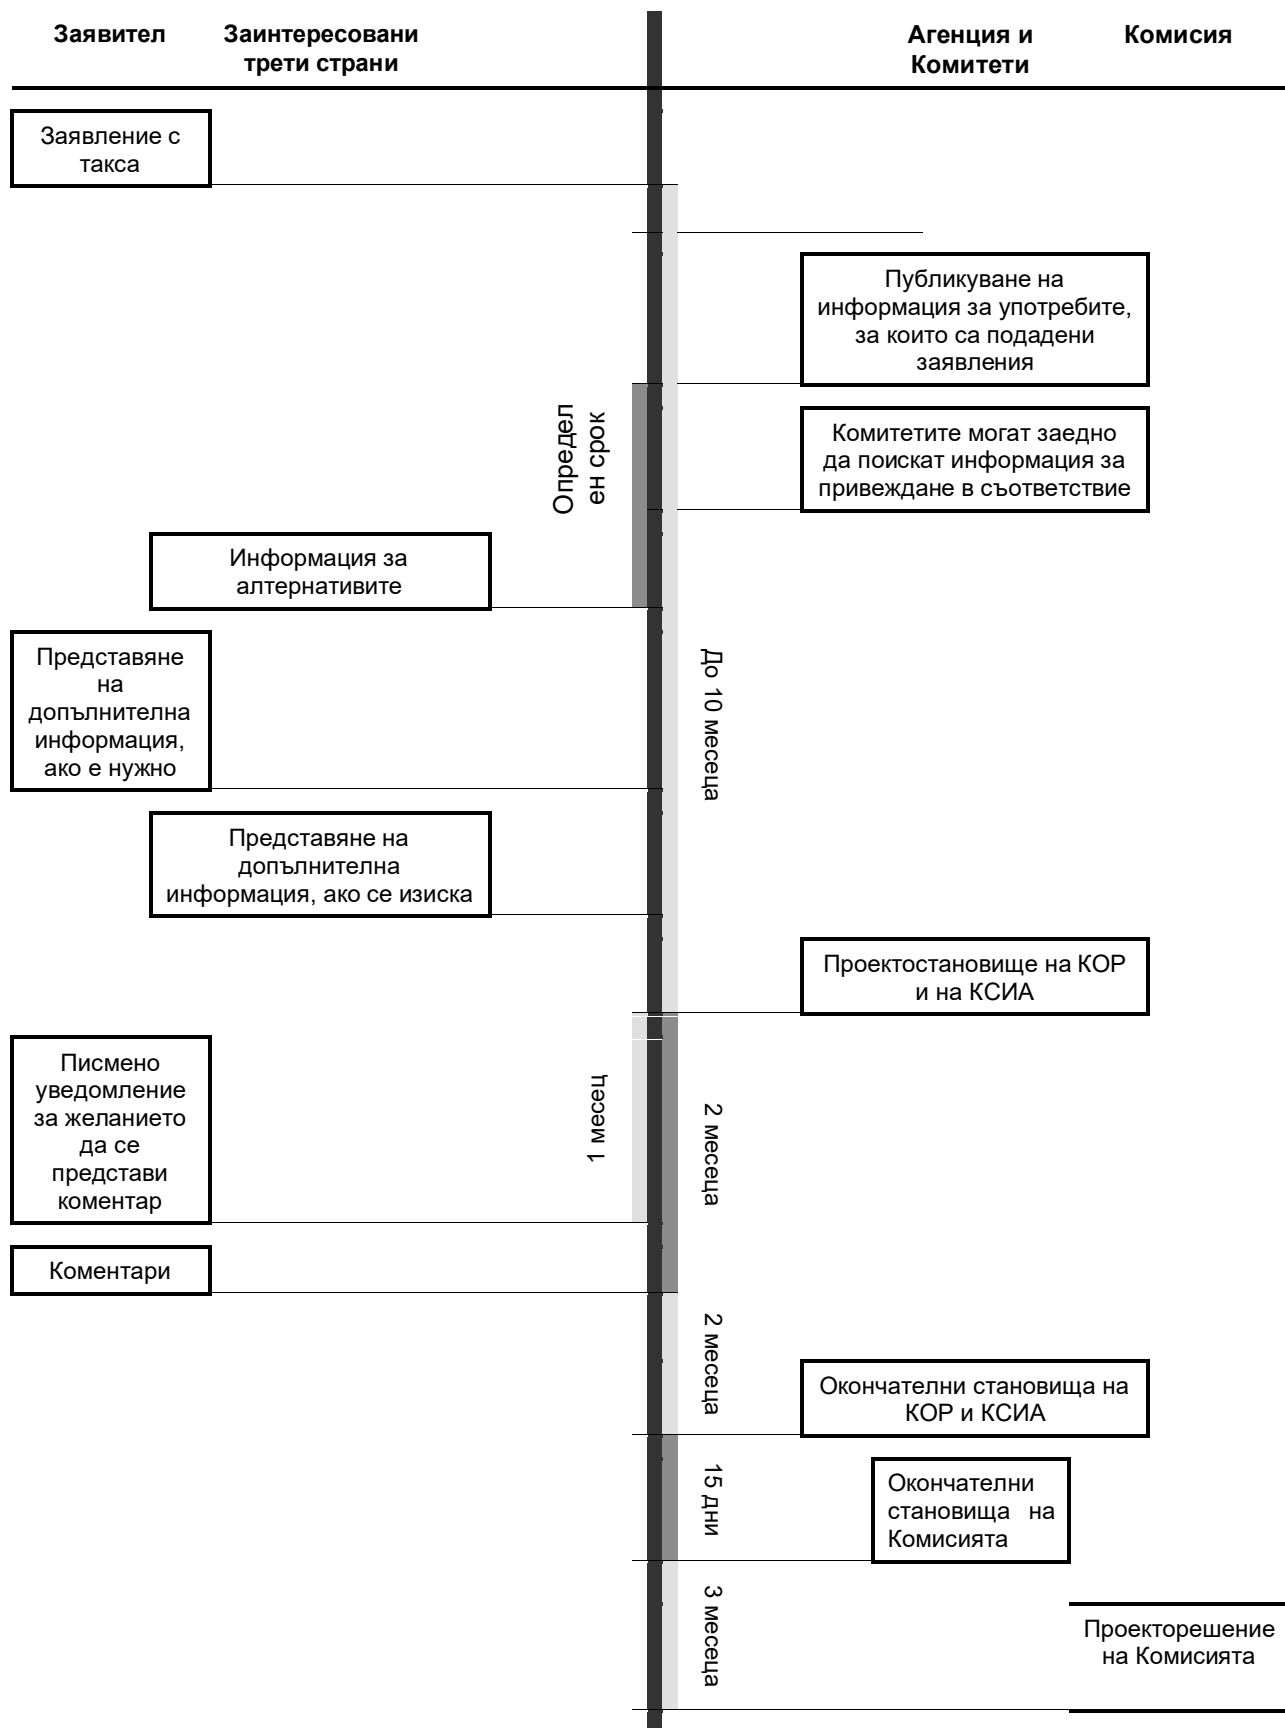 Заявител
Заинтересовани
трети страни
Агенция и
Комитети
Комисия
Заявление с
такса
Публикуване на
информация за употребите,
за които са подадени
заявления
Определ
ен срок
Комитетите могат заедно
да поискат информация за
привеждане в съответствие
Информация за
алтернативите
Представяне
на
допълнителна
информация,
ако е нужно
До 10 месеца
Представяне на
допълнителна
информация, ако се изиска
Проектостановище на КОР
и на КСИА
Писмено
уведомление
за желанието
да се
представи
коментар
1 месец
2 месеца
Коментари
2 месеца
Окончателни становища на
КОР и КСИА
15 дни
Окончателни
становища на
Комисията
3 месеца
Проекторешение
на Комисията